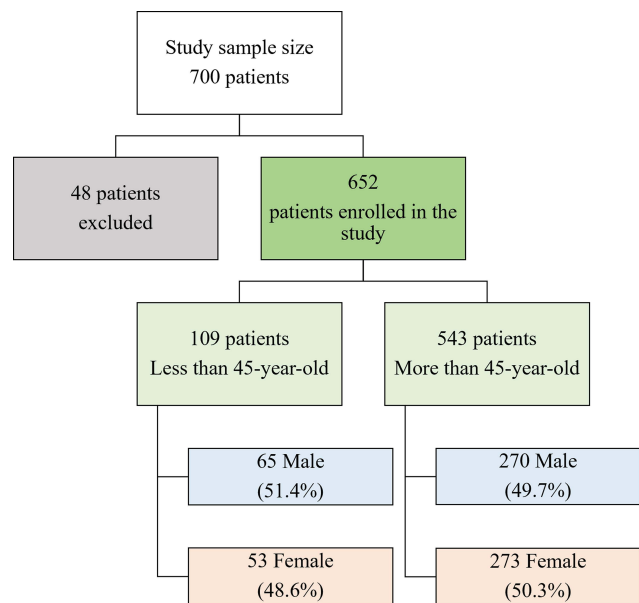 Study sample size
700 patients
48 patients
excluded
652
patients enrolled in the
study
109 patients
Less than 45-year-old
543 patients
More than 45-year-old
65 Male
(51.4%)
270 Male
(49.7%)
53 Female
(48.6%)
273 Female
(50.3%)